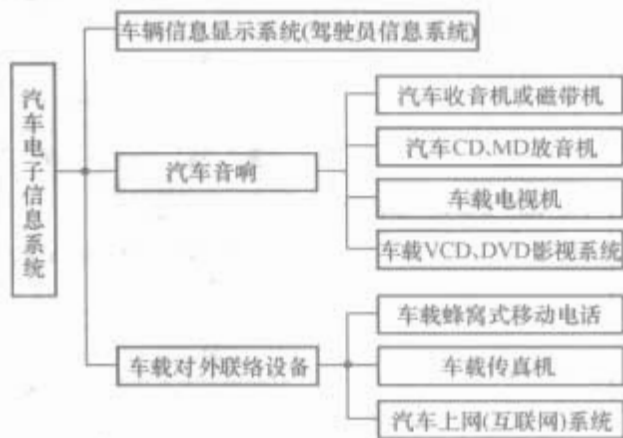 汽车电子信息系统
车辆信息显示系统(驾驶员信息系统)
汽车音响
汽车收音机或磁带机
汽车CD、MD放音机
车载电视机
车载VCD、DVD影视系统
车载对外联络设备
车载蜂窝式移动电话
车载传真机
汽车上网(互联网)系统